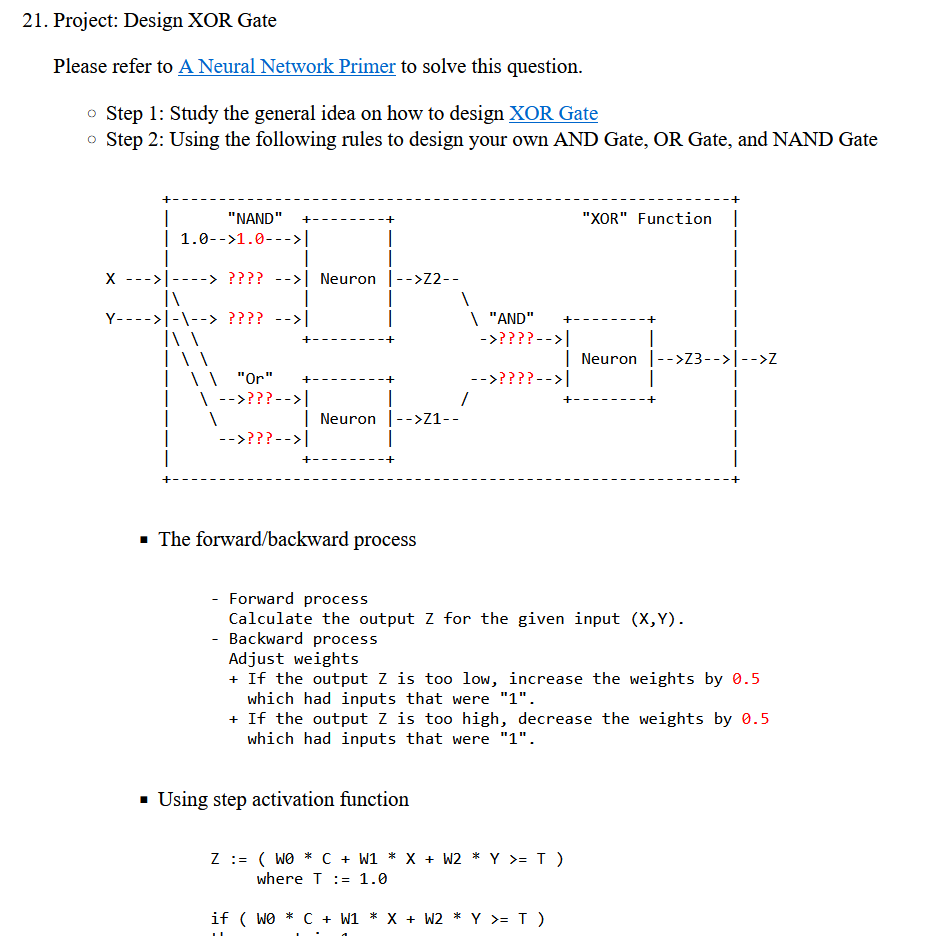 21. Project: Design XOR Gate
Please refer to A Neural Network Primer to solve this question.
○ Step 1: Study the general idea on how to design XOR Gate
○ Step 2: Using the following rules to design your own AND Gate, OR Gate, and NAND Gate
+------------------------------------------------------------+
| "NAND" +--------+ "XOR" Function |
| 1.0-->1.0--->| | |
| | | |
X --->|----> ???? -->| Neuron |-->Z2-- |
|\ | | \ |
Y---->|-\--> ???? -->| | \ "AND" +--------+ |
|\ \ +--------+ ->????-->| | |
| \ \ | Neuron |-->Z3-->|-->Z
| \ \ "Or" +--------+ -->????-->| | |
| \ -->???-->| | / +--------+ |
| \ | Neuron |-->Z1-- |
| -->???-->| | |
| +--------+ |
+------------------------------------------------------------+
▪ The forward/backward process
- Forward process
Calculate the output Z for the given input (X,Y).
- Backward process
Adjust weights
+ If the output Z is too low, increase the weights by 0.5
which had inputs that were "1".
+ If the output Z is too high, decrease the weights by 0.5
which had inputs that were "1".
▪ Using step activation function
Z := ( W0 * C + W1 * X + W2 * Y >= T )
where T := 1.0
if ( W0 * C + W1 * X + W2 * Y >= T )